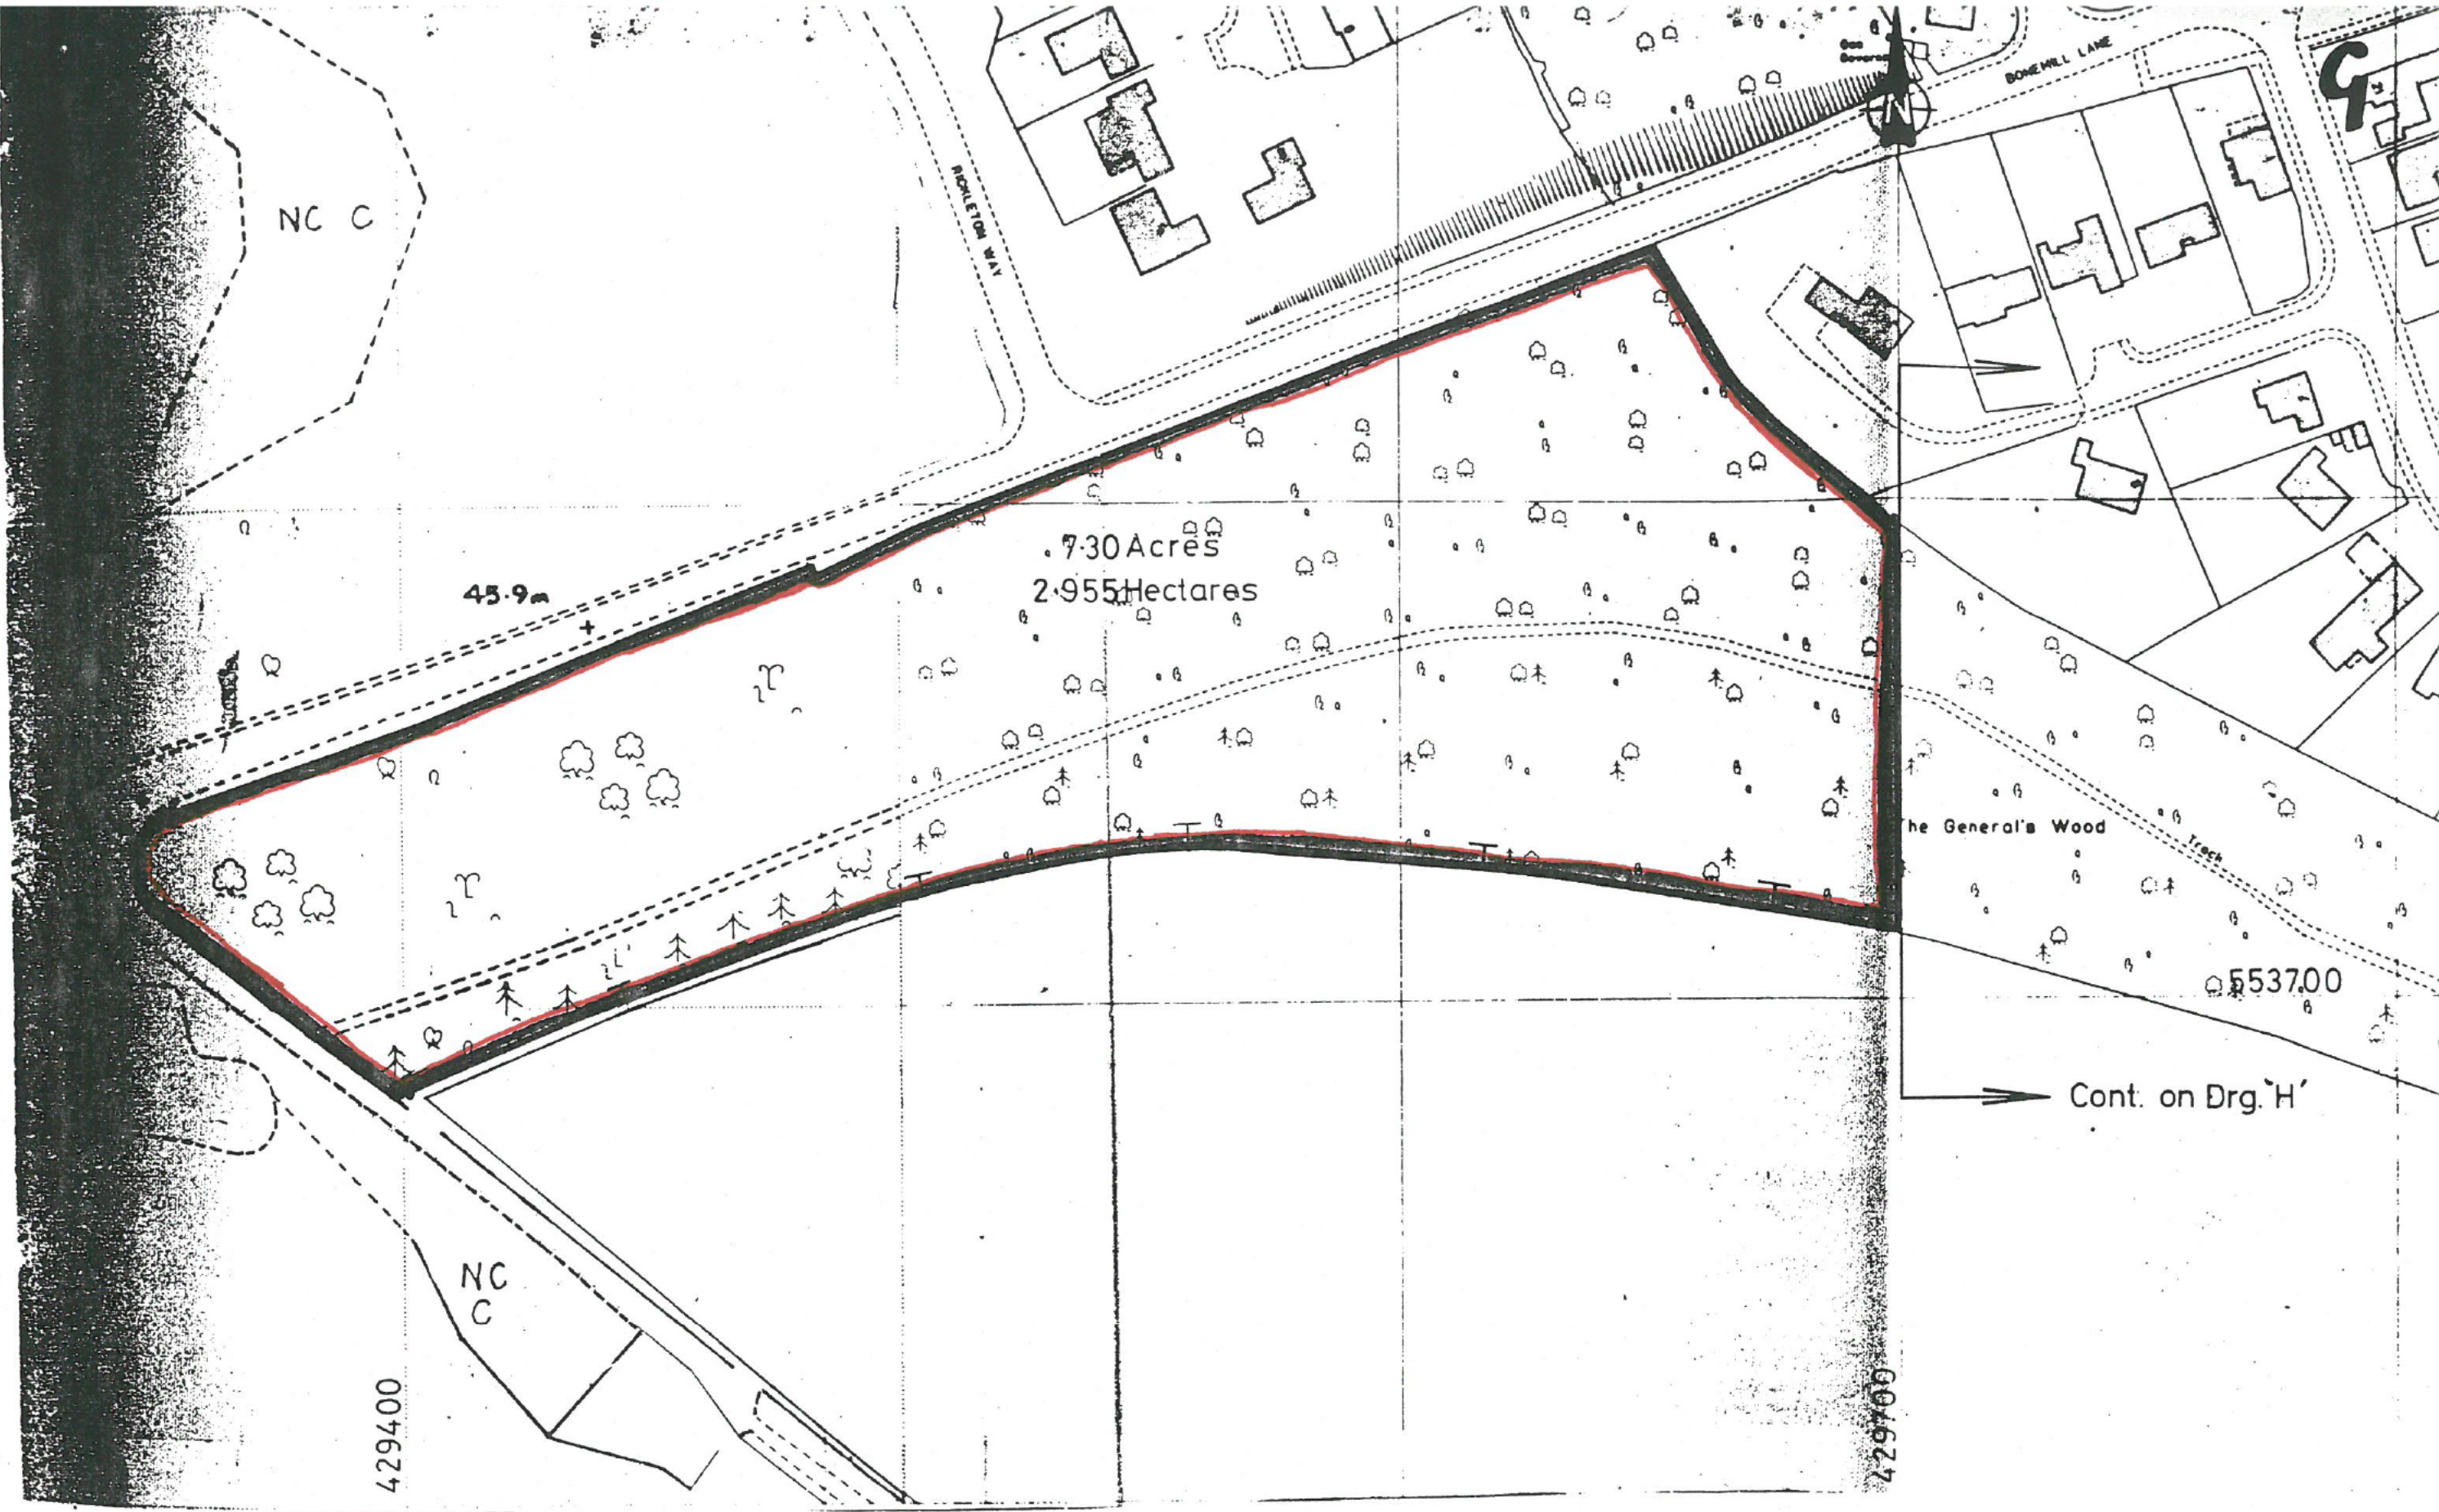 BONEMILL LANE
G
N
NC C
RICKLETON WAY
7.30 Acres
2.955 Hectares
45.9m
The General's Wood
Track
553700
Cont. on Drg. 'H'
NC
C
429400
429700